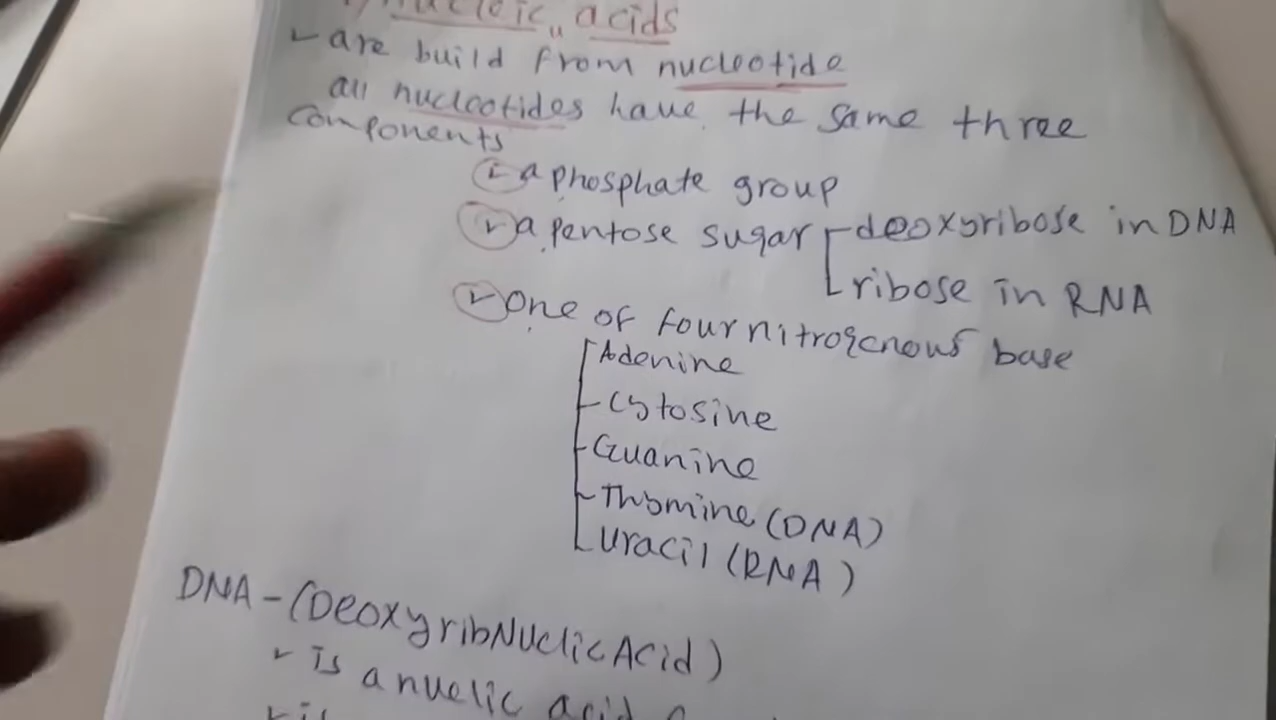 nucleic acids
are build from nucleotide
all nucleotides have the same three
components
a phosphate group
a pentose sugar deoxyribose in DNA
ribose in RNA
one of four nitrogenous base
Adenine
Cytosine
Guanine
Thymine (DNA)
Uracil (RNA)
DNA - (DeoxyribNuclicAcid)
is a nuelic acid